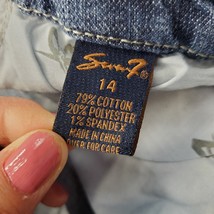 Seven7®
14
79% COTTON
20% POLYESTER
1% SPANDEX
MADE IN CHINA
OVER FOR CARE